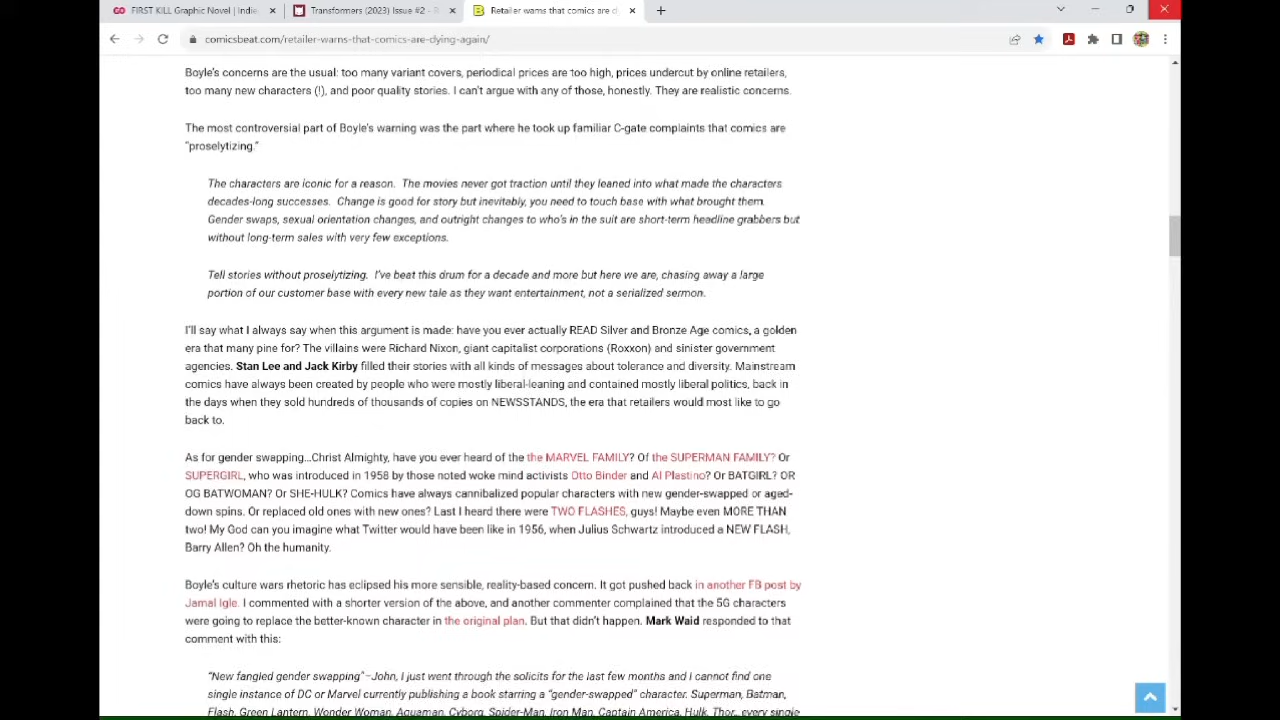 FIRST KILL Graphic Novel | Indie
Transformers (2023) Issue #2 - R
Retailer warns that comics are dy
comicsbeat.com/retailer-warns-that-comics-are-dying-again/
Boyle's concerns are the usual: too many variant covers, periodical prices are too high, prices undercut by online retailers,
too many new characters (!), and poor quality stories. I can't argue with any of those, honestly. They are realistic concerns.
The most controversial part of Boyle's warning was the part where he took up familiar C-gate complaints that comics are
"proselytizing."
The characters are iconic for a reason. The movies never got traction until they leaned into what made the characters
decades-long successes. Change is good for story but inevitably, you need to touch base with what brought them.
Gender swaps, sexual orientation changes, and outright changes to who's in the suit are short-term headline grabbers but
without long-term sales with very few exceptions.
Tell stories without proselytizing. I've beat this drum for a decade and more but here we are, chasing away a large
portion of our customer base with every new tale as they want entertainment, not a serialized sermon.
I'll say what I always say when this argument is made: have you ever actually READ Silver and Bronze Age comics, a golden
era that many pine for? The villains were Richard Nixon, giant capitalist corporations (Roxxon) and sinister government
agencies. Stan Lee and Jack Kirby filled their stories with all kinds of messages about tolerance and diversity. Mainstream
comics have always been created by people who were mostly liberal-leaning and contained mostly liberal politics, back in
the days when they sold hundreds of thousands of copies on NEWSSTANDS, the era that retailers would most like to go
back to.
As for gender swapping…Christ Almighty, have you ever heard of the the MARVEL FAMILY? Of the SUPERMAN FAMILY? Or
SUPERGIRL, who was introduced in 1958 by those noted woke mind activists Otto Binder and Al Plastino? Or BATGIRL? OR
OG BATWOMAN? Or SHE-HULK? Comics have always cannibalized popular characters with new gender-swapped or aged-
down spins. Or replaced old ones with new ones? Last I heard there were TWO FLASHES, guys! Maybe even MORE THAN
two! My God can you imagine what Twitter would have been like in 1956, when Julius Schwartz introduced a NEW FLASH,
Barry Allen? Oh the humanity.
Boyle's culture wars rhetoric has eclipsed his more sensible, reality-based concern. It got pushed back in another FB post by
Jamal Igle. I commented with a shorter version of the above, and another commenter complained that the 5G characters
were going to replace the better-known character in the original plan. But that didn't happen. Mark Waid responded to that
comment with this:
"New fangled gender swapping"–John, I just went through the solicits for the last few months and I cannot find one
single instance of DC or Marvel currently publishing a book starring a "gender-swapped" character. Superman, Batman,
Flash, Green Lantern, Wonder Woman, Aquaman, Cyborg, Spider-Man, Iron Man, Captain America, Hulk, Thor…every single